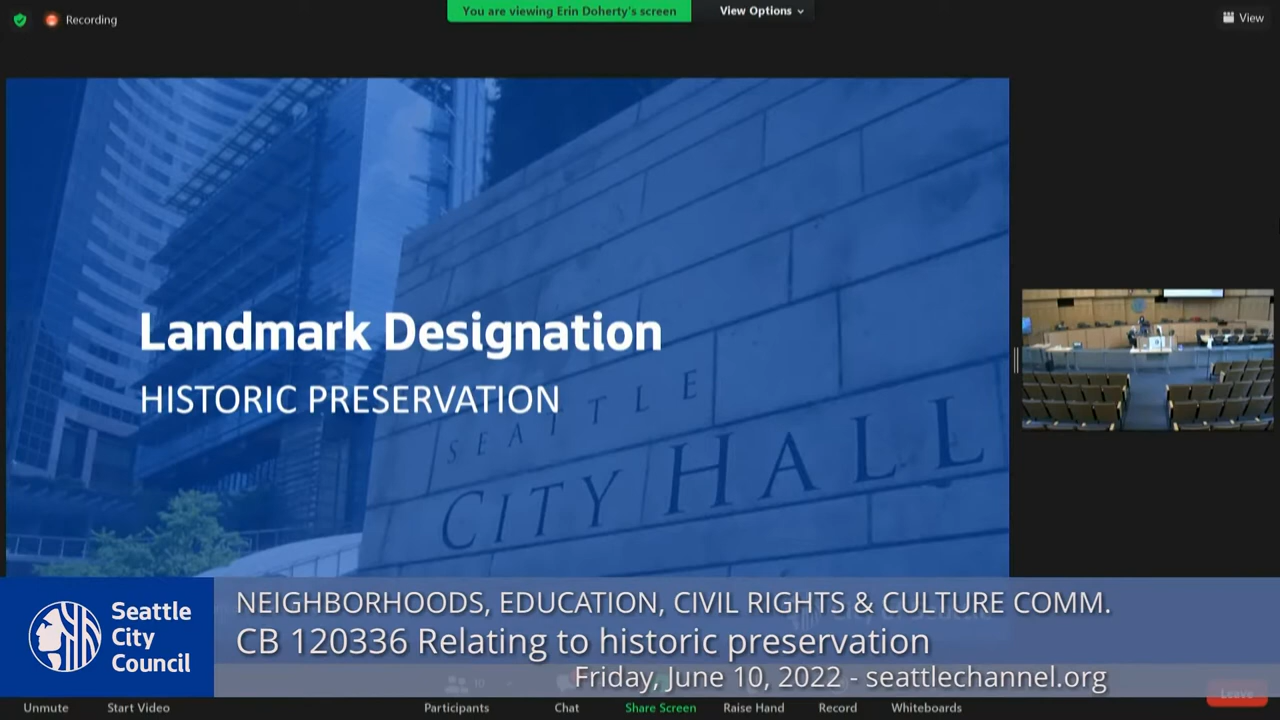 Recording
You are viewing Erin Doherty's screen
View Options
View
Landmark Designation
HISTORIC PRESERVATION
SEATTLE
CITY HALL
Seattle
City
Council
NEIGHBORHOODS, EDUCATION, CIVIL RIGHTS & CULTURE COMM.
CB 120336 Relating to historic preservation
Friday, June 10, 2022 - seattlechannel.org
Unmute
Start Video
Participants
Chat
Share Screen
Raise Hand
Record
Whiteboards
Leave